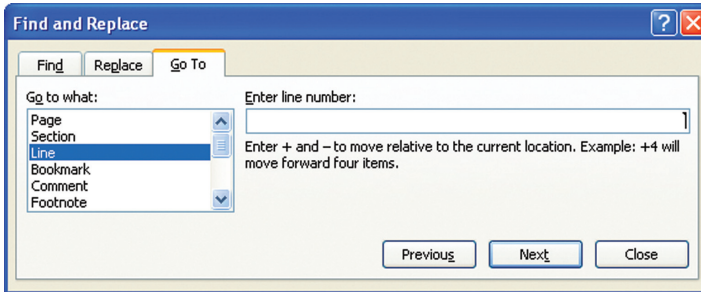 Find and Replace
Find
Replace
Go To
Go to what:
Page
Section
Line
Bookmark
Comment
Footnote
Enter line number:
Enter + and – to move relative to the current location. Example: +4 will
move forward four items.
Previous
Next
Close